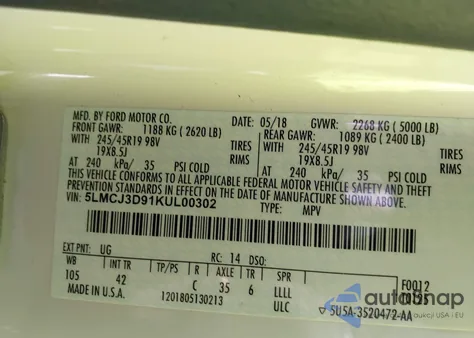 MFD. BY FORD MOTOR CO.
DATE: 05/18 GVWR: 2268 KG ( 5000 LB)
FRONT GAWR: 1188 KG ( 2620 LB) REAR GAWR: 1089 KG ( 2400 LB)
WITH 245/45R19 98V TIRES WITH 245/45R19 98V TIRES
19X8.5J RIMS 19X8.5J RIMS
AT 240 kPa/ 35 PSI COLD AT 240 kPa/ 35 PSI COLD
THIS VEHICLE CONFORMS TO ALL APPLICABLE FEDERAL MOTOR VEHICLE SAFETY AND THEFT
PREVENTION STANDARDS IN EFFECT ON THE DATE OF MANUFACTURE SHOWN ABOVE.
VIN: 5LMCJ3D91KUL00302 TYPE: MPV
EXT PNT: UG RC: 14 DSO:
WB INT TR TP/PS R AXLE TR SPR
105 42 C 35 6 LLLL
MADE IN U.S.A. ULC
1201805130213
F0012
5U5A-3520472-AA
autosnap
aukcje USA i EU